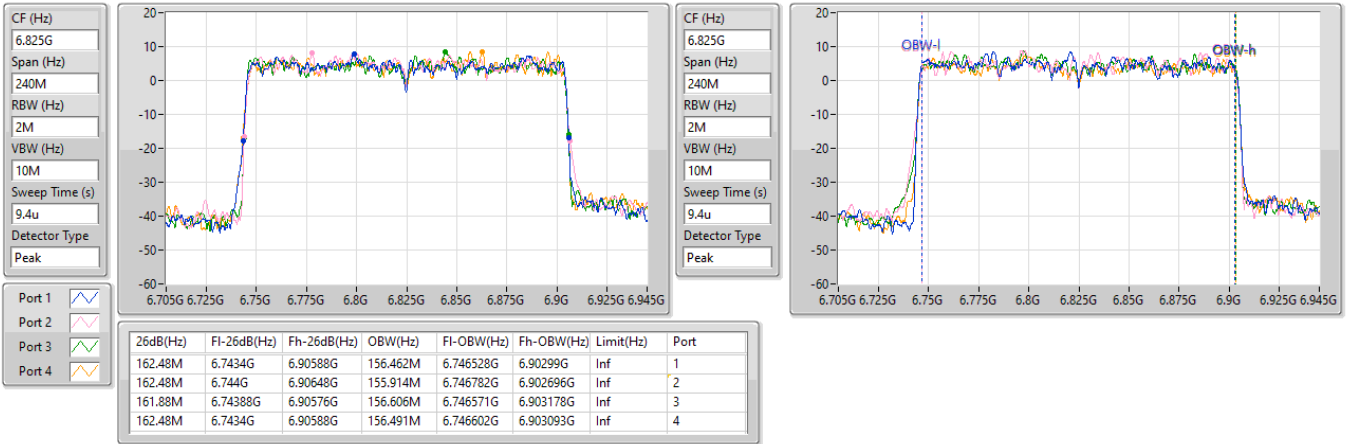 CF (Hz)
6.825G
Span (Hz)
240M
RBW (Hz)
2M
VBW (Hz)
10M
Sweep Time (s)
9.4u
Detector Type
Peak
20
10
0
-10
-20
-30
-40
-50
-60
6.705G 6.725G 6.75G 6.775G 6.8G 6.825G 6.85G 6.875G 6.9G 6.925G 6.945G
CF (Hz)
6.825G
Span (Hz)
240M
RBW (Hz)
2M
VBW (Hz)
10M
Sweep Time (s)
9.4u
Detector Type
Peak
20
10
0
-10
-20
-30
-40
-50
-60
OBW-l
OBW-h
6.705G 6.725G 6.75G 6.775G 6.8G 6.825G 6.85G 6.875G 6.9G 6.925G 6.945G
Port 1
Port 2
Port 3
Port 4
26dB(Hz) Fl-26dB(Hz) Fh-26dB(Hz) OBW(Hz) Fl-OBW(Hz) Fh-OBW(Hz) Limit(Hz) Port
162.48M 6.7434G 6.90588G 156.462M 6.746528G 6.90299G Inf 1
162.48M 6.744G 6.90648G 155.914M 6.746782G 6.902696G Inf 2
161.88M 6.74388G 6.90576G 156.606M 6.746571G 6.903178G Inf 3
162.48M 6.7434G 6.90588G 156.491M 6.746602G 6.903093G Inf 4